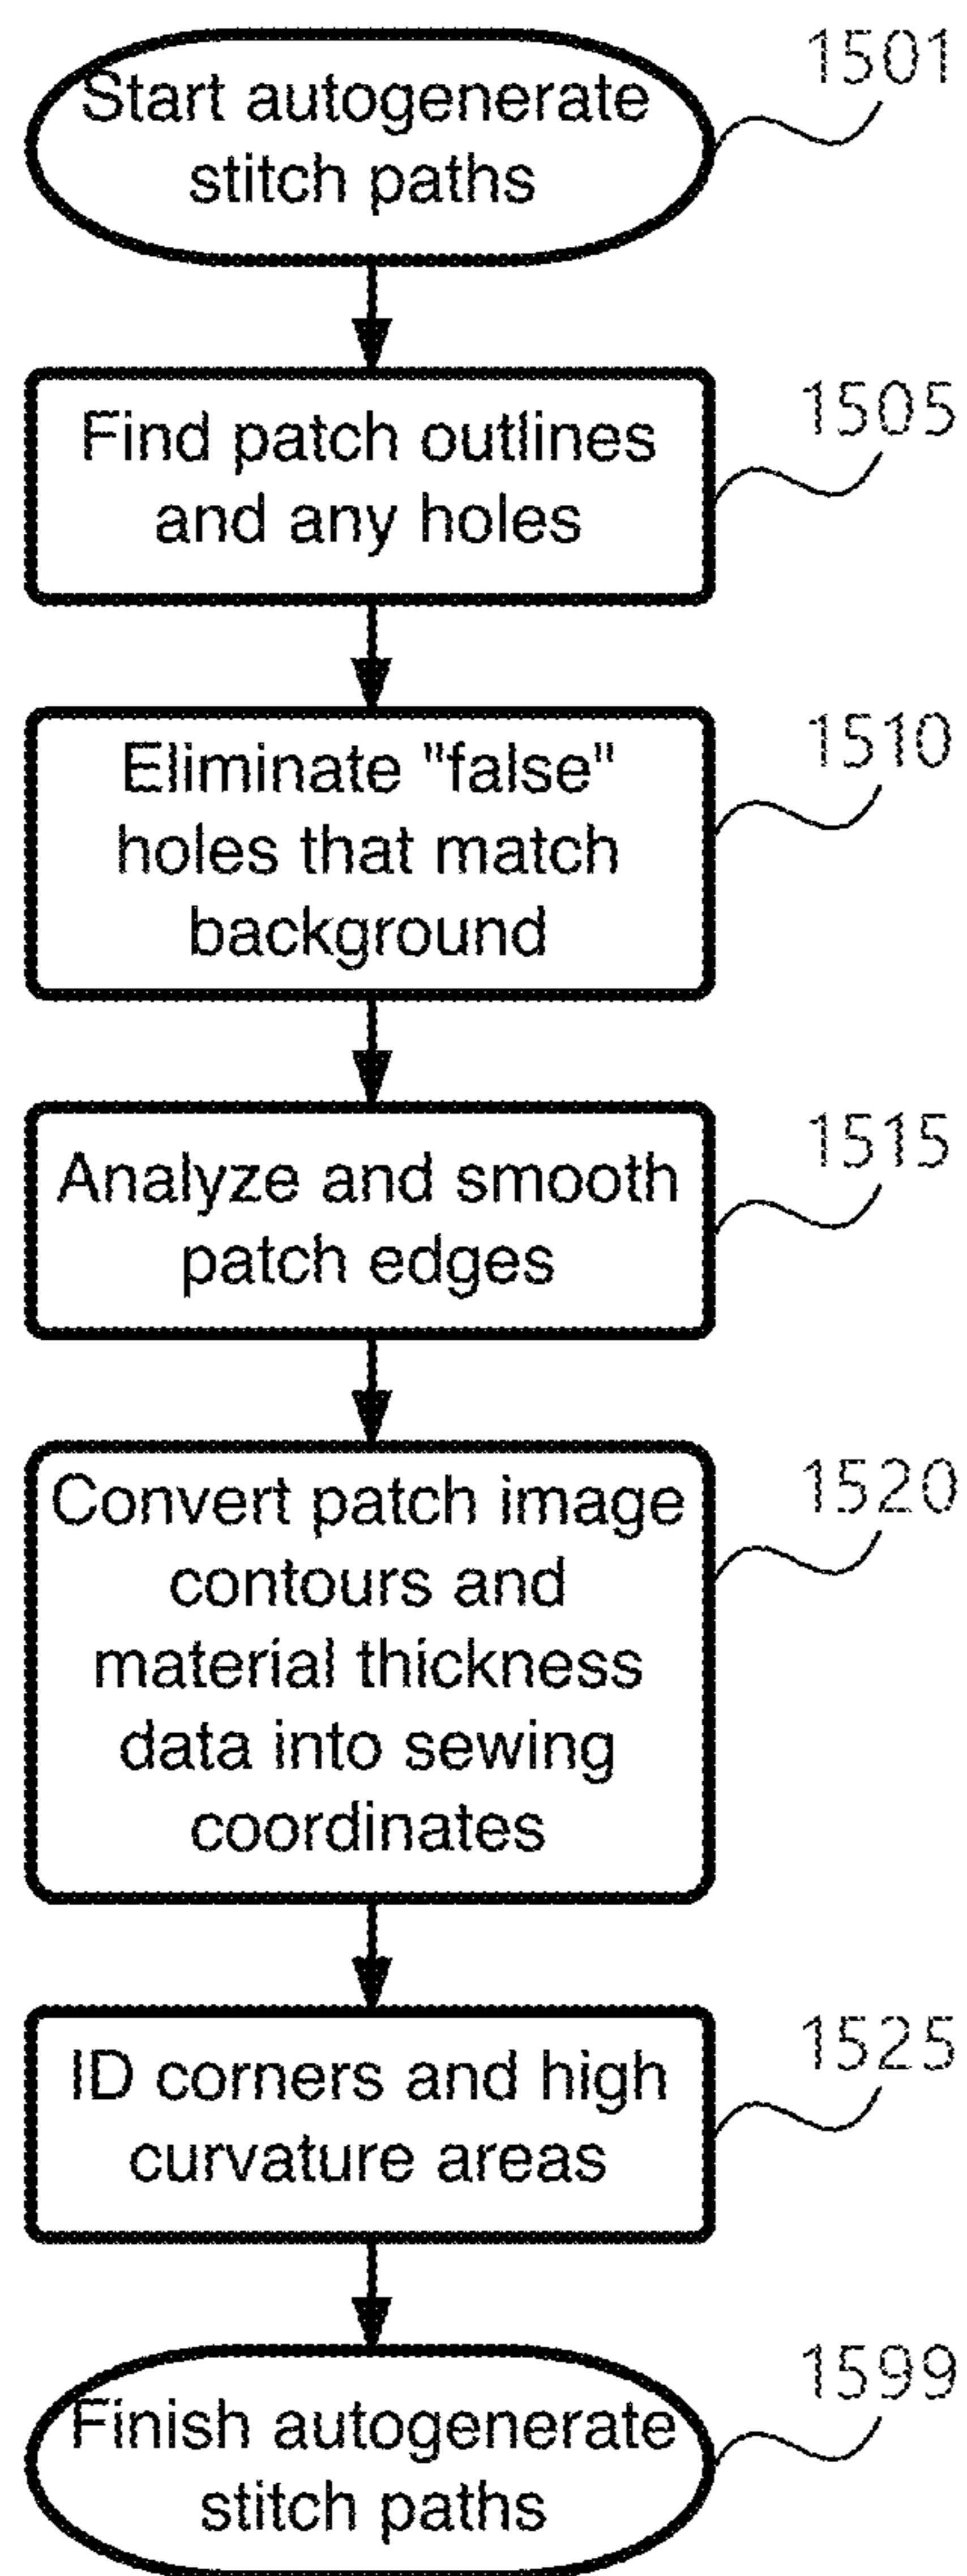 1501
Start autogenerate
stitch paths
1505
Find patch outlines
and any holes
1510
Eliminate "false"
holes that match
background
1515
Analyze and smooth
patch edges
1520
Convert patch image
contours and
material thickness
data into sewing
coordinates
1525
ID corners and high
curvature areas
1599
Finish autogenerate
stitch paths